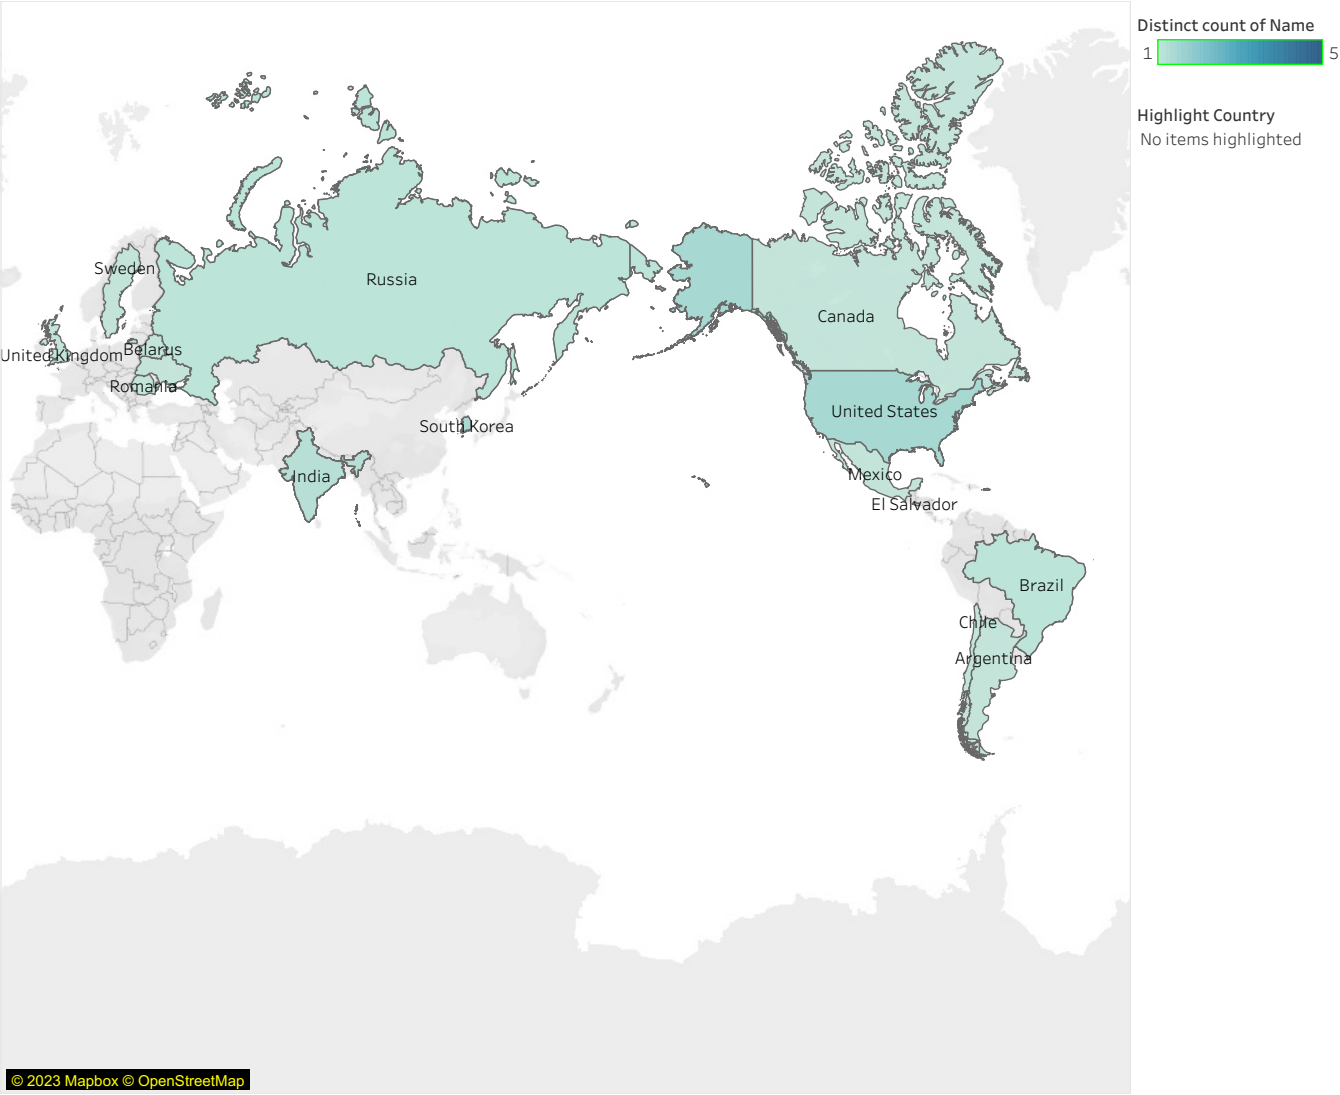 Distinct count of Name
1 5
Highlight Country
No items highlighted
Sweden
Russia
Canada
United Kingdom
Belarus
Romania
United States
South Korea
India
Mexico
El Salvador
Brazil
Chile
Argentina
© 2023 Mapbox © OpenStreetMap